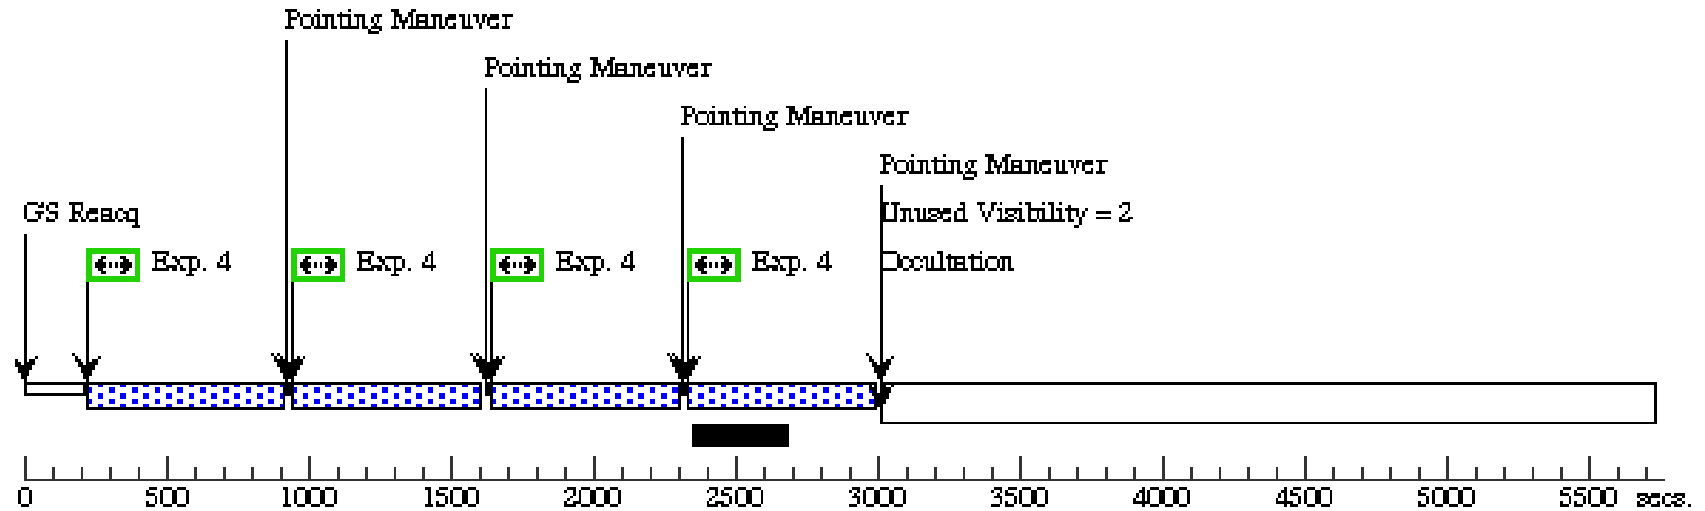 Pointing Maneuver
Pointing Maneuver
Pointing Maneuver
Pointing Maneuver
GS Reacq
Unused Visibility = 2
Exp. 4 Exp. 4 Exp. 4 Exp. 4 Occultation
0 500 1000 1500 2000 2500 3000 3500 4000 4500 5000 5500 secs.